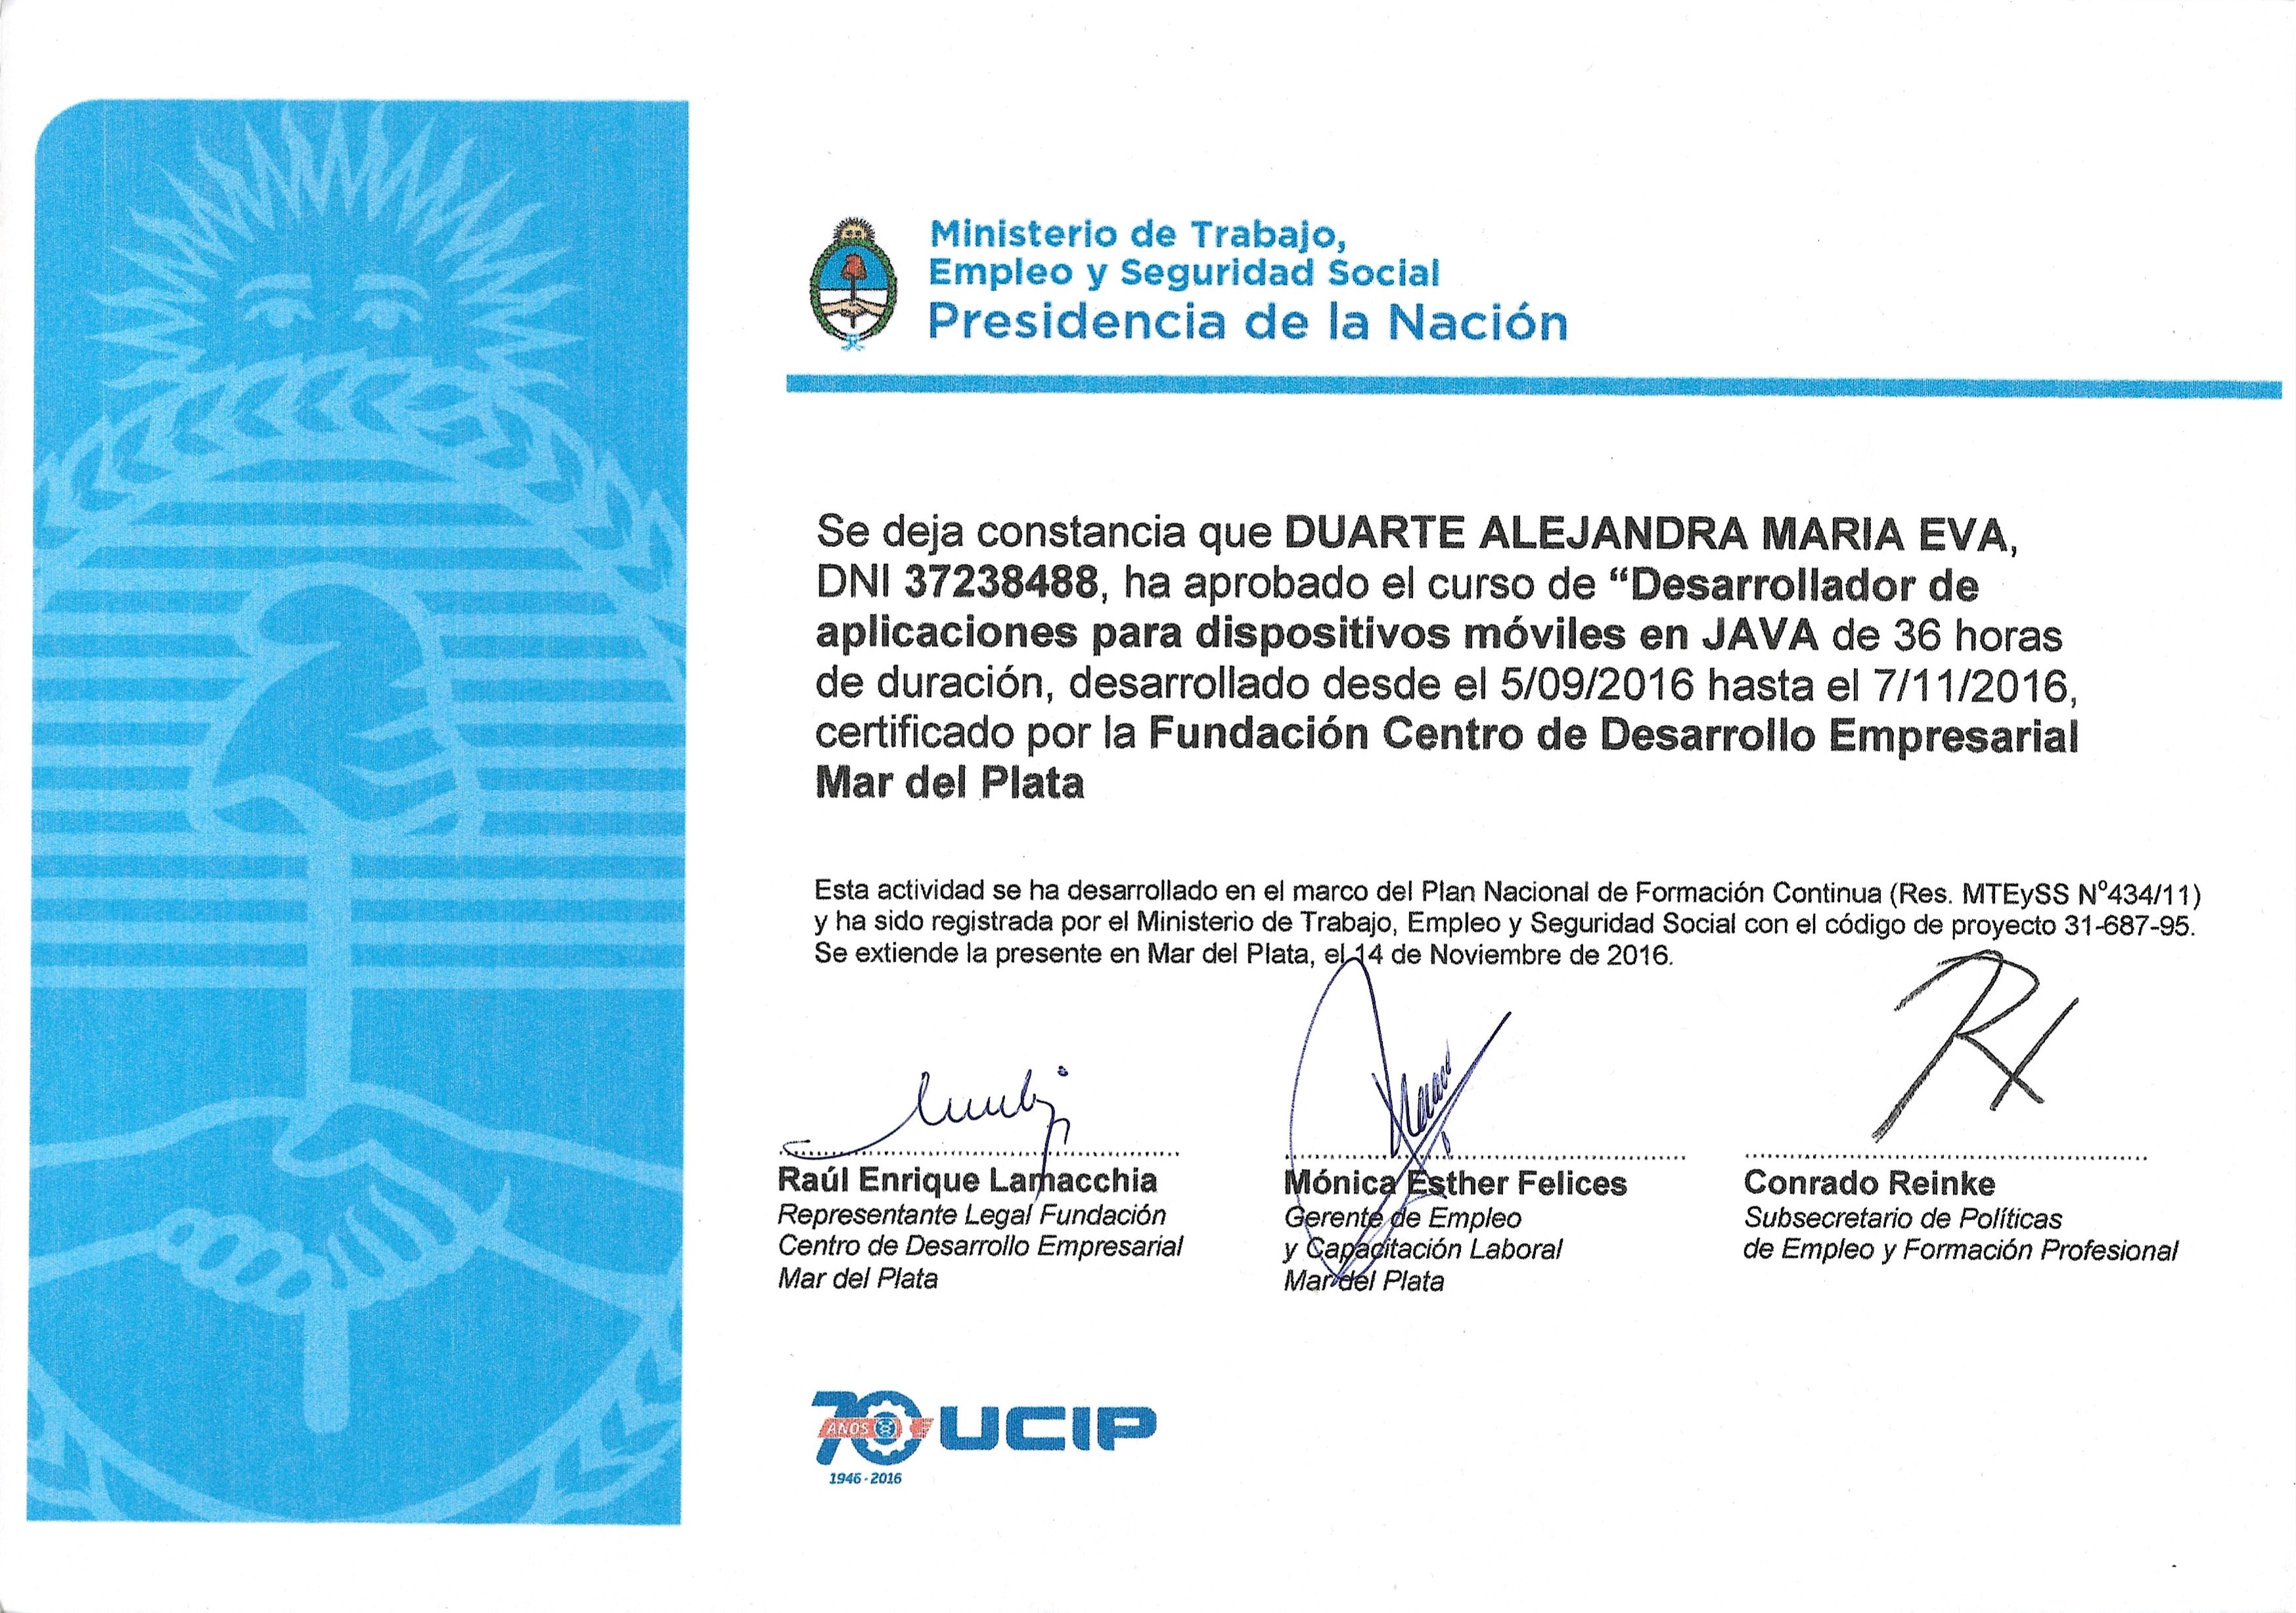 Ministerio de Trabajo,
Empleo y Seguridad Social
Presidencia de la Nación
Se deja constancia que DUARTE ALEJANDRA MARIA EVA,
DNI 37238488, ha aprobado el curso de “Desarrollador de
aplicaciones para dispositivos móviles en JAVA de 36 horas
de duración, desarrollado desde el 5/09/2016 hasta el 7/11/2016,
certificado por la Fundación Centro de Desarrollo Empresarial
Mar del Plata
Esta actividad se ha desarrollado en el marco del Plan Nacional de Formación Continua (Res. MTEySS Nº434/11)
y ha sido registrada por el Ministerio de Trabajo, Empleo y Seguridad Social con el código de proyecto 31-687-95.
Se extiende la presente en Mar del Plata, el 14 de Noviembre de 2016.
Raúl Enrique Lamacchia
Representante Legal Fundación
Centro de Desarrollo Empresarial
Mar del Plata
Mónica Esther Felices
Gerente de Empleo
y Capacitación Laboral
Mar del Plata
Conrado Reinke
Subsecretario de Políticas
de Empleo y Formación Profesional
70 AÑOS UCIP
1946-2016